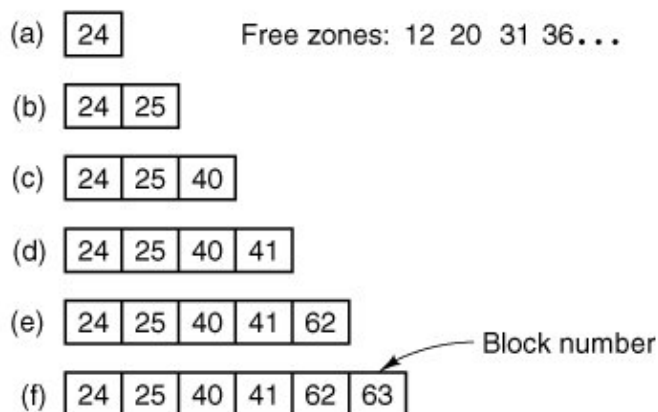 (a) 24 Free zones: 12 20 31 36...
(b) 24 25
(c) 24 25 40
(d) 24 25 40 41
(e) 24 25 40 41 62
Block number
(f) 24 25 40 41 62 63